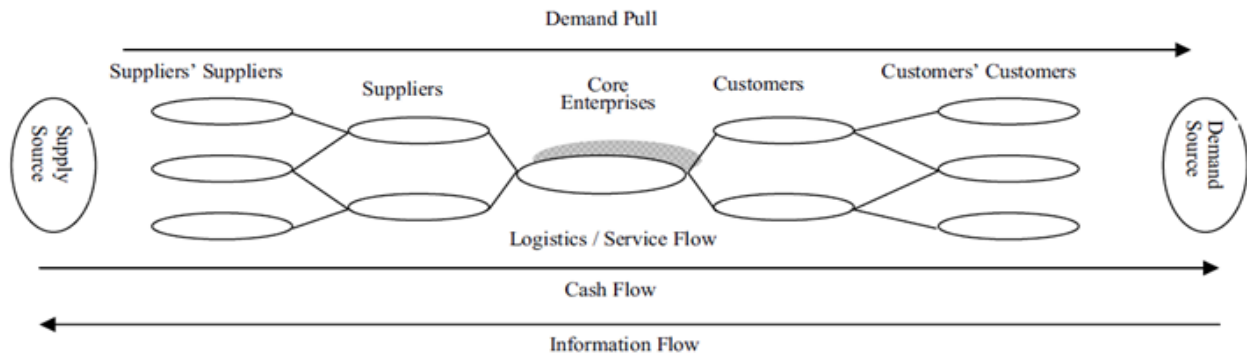 Demand Pull
Suppliers’ Suppliers
Suppliers
Core
Enterprises
Customers
Customers’ Customers
Supply
Source
Demand
Source
Logistics / Service Flow
Cash Flow
Information Flow